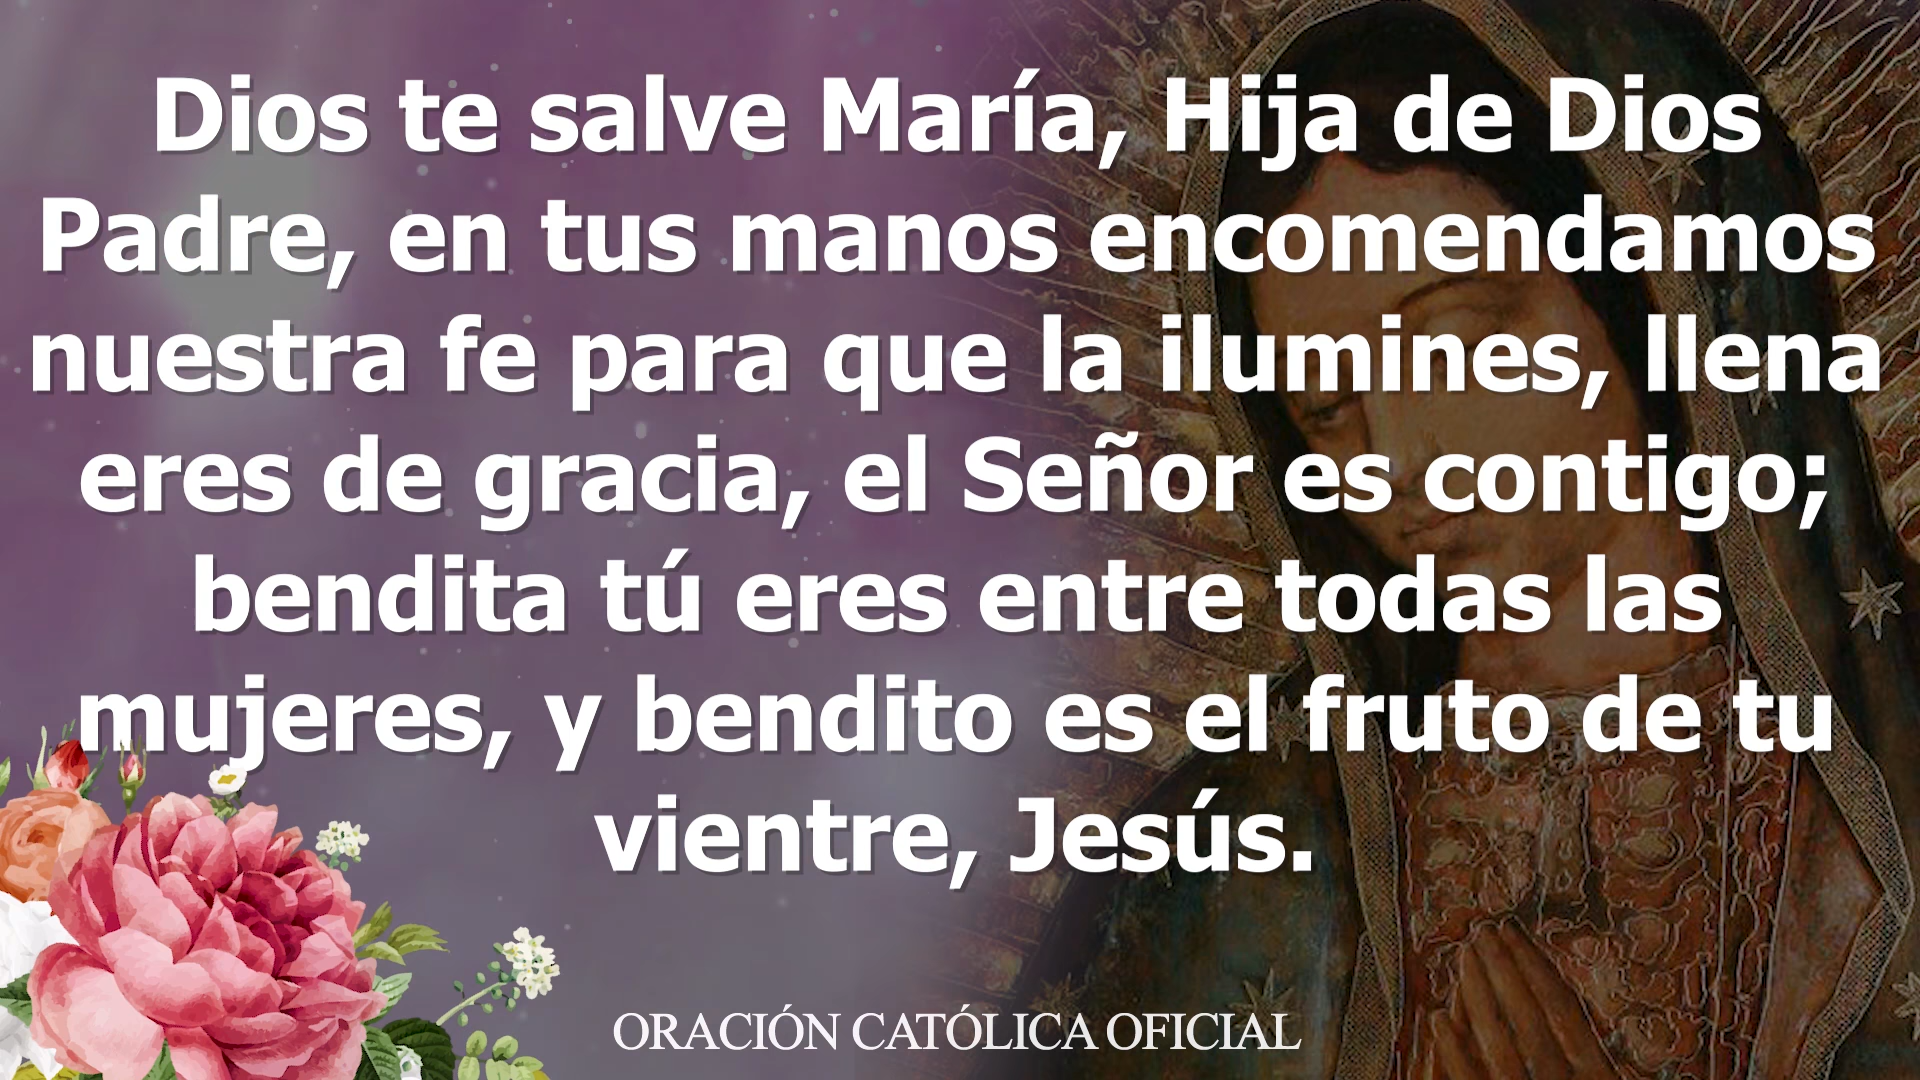 Dios te salve María, Hija de Dios
Padre, en tus manos encomendamos
nuestra fe para que la ilumines, llena
eres de gracia, el Señor es contigo;
bendita tú eres entre todas las
mujeres, y bendito es el fruto de tu
vientre, Jesús.
ORACIÓN CATÓLICA OFICIAL